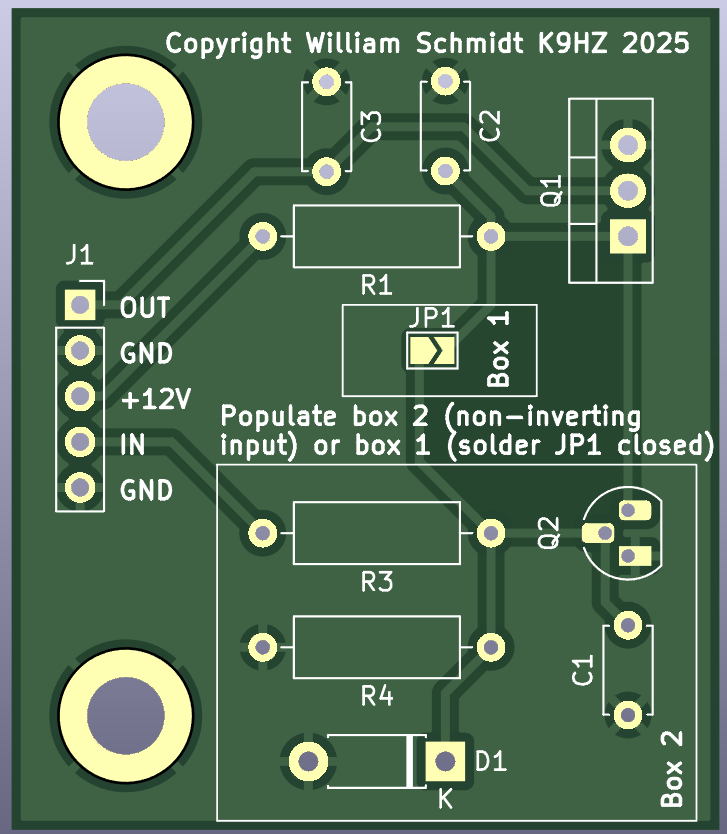 Copyright William Schmidt K9HZ 2025
C3
C2
Q1
J1
R1
OUT
JP1
Box 1
GND
+12V
Populate box 2 (non-inverting
input) or box 1 (solder JP1 closed)
IN
GND
Q2
R3
R4
C1
D1
K
Box 2